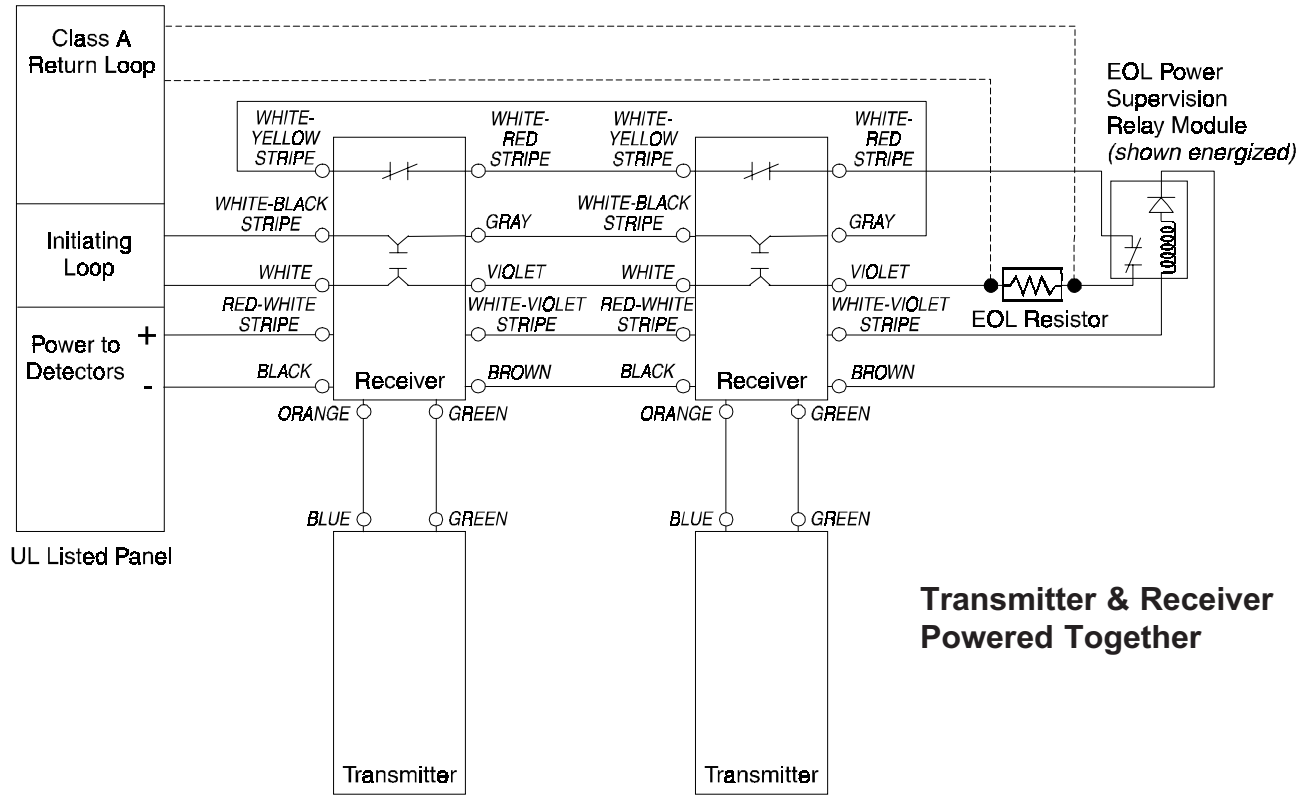 Class A
Return Loop
EOL Power
Supervision
Relay Module
(shown energized)
WHITE-
YELLOW
STRIPE
WHITE-
RED
STRIPE
WHITE-
YELLOW
STRIPE
WHITE-
RED
STRIPE
WHITE-BLACK
STRIPE
GRAY
WHITE-BLACK
STRIPE
GRAY
Initiating
Loop
WHITE
VIOLET
WHITE
VIOLET
RED-WHITE
STRIPE
WHITE-VIOLET
STRIPE
RED-WHITE
STRIPE
WHITE-VIOLET
STRIPE
EOL Resistor
Power to
Detectors
+
-
BLACK
Receiver
BROWN
BLACK
Receiver
BROWN
ORANGE
GREEN
ORANGE
GREEN
BLUE
GREEN
BLUE
GREEN
UL Listed Panel
Transmitter & Receiver
Powered Together
Transmitter
Transmitter